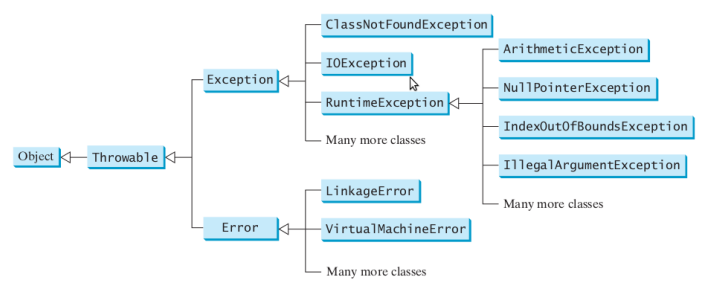 ClassNotFoundException
ArithmeticException
IOException
Exception
NullPointerException
RuntimeException
IndexOutOfBoundsException
Many more classes
Object
Throwable
IllegalArgumentException
LinkageError
Many more classes
Error
VirtualMachineError
Many more classes